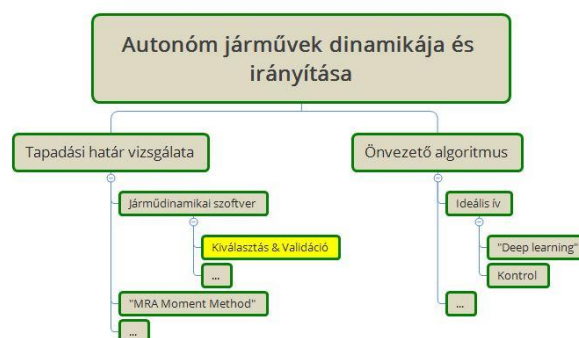 Autonóm járművek dinamikája és
irányítása
Tapadási határ vizsgálata
Önvezető algoritmus
Járműdinamikai szoftver
Ideális ív
Kiválasztás & Validáció
"Deep learning"
...
Kontrol
"MRA Moment Method"
...
...